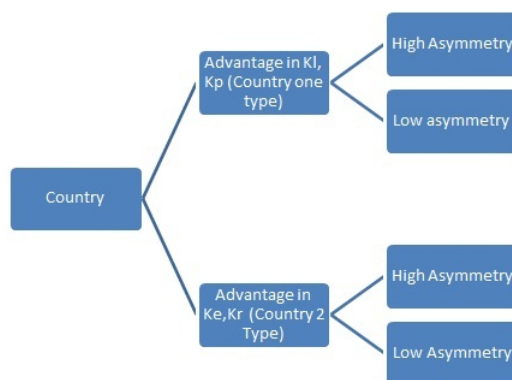 Country
Advantage in Kl,
Kp (Country one
type)
High Asymmetry
Low asymmetry
Advantage in
Ke,Kr (Country 2
Type)
High Asymmetry
Low Asymmetry